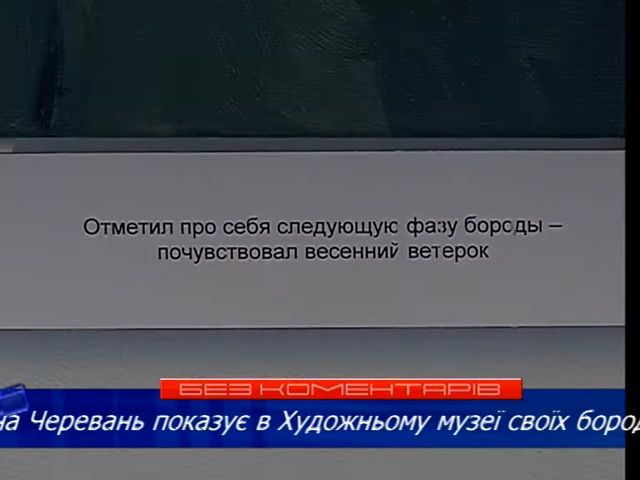 Отметил про себя следующую фазу бороды –
почувствовал весенний ветерок
БЕЗ КОМЕНТАРІВ
на Черевань показує в Художньому музеї своїх бород